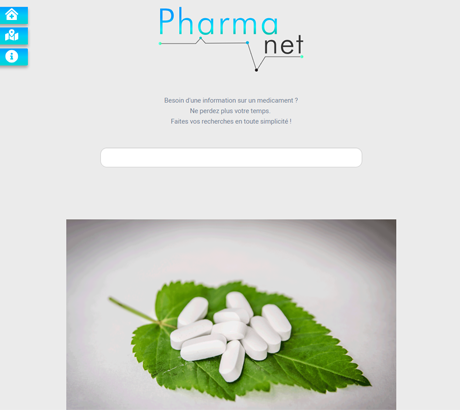 Pharma
net
Besoin d'une information sur un medicament ?
Ne perdez plus votre temps.
Faites vos recherches en toute simplicité !